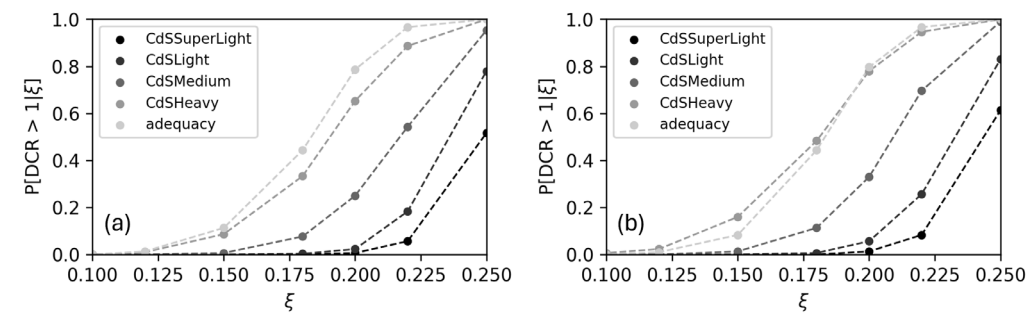 P[DCR > 1|ξ]
1.0
0.8
0.6
0.4
0.2
0.0
CdSSuperLight
CdSLight
CdSMedium
CdSHeavy
adequacy
(a)
0.100 0.125 0.150 0.175 0.200 0.225 0.250
ξ
P[DCR > 1|ξ]
1.0
0.8
0.6
0.4
0.2
0.0
CdSSuperLight
CdSLight
CdSMedium
CdSHeavy
adequacy
(b)
0.100 0.125 0.150 0.175 0.200 0.225 0.250
ξ